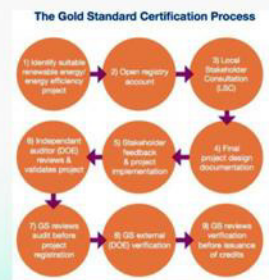 The Gold Standard Certification Process
1) Identify suitable
renewable energy/
energy efficiency
project
2) Open registry
account
3) Local
Stakeholder
Consultation
(LSC)
4) Final
project design
documentation
5) Stakeholder
feedback
& project
implementation
6) Independant
auditor (DOE)
reviews &
validates project
7) GS reviews
audit before
project
registration
8) GS external
(DOE) verification
9) GS reviews
verification
before issuance
of credits